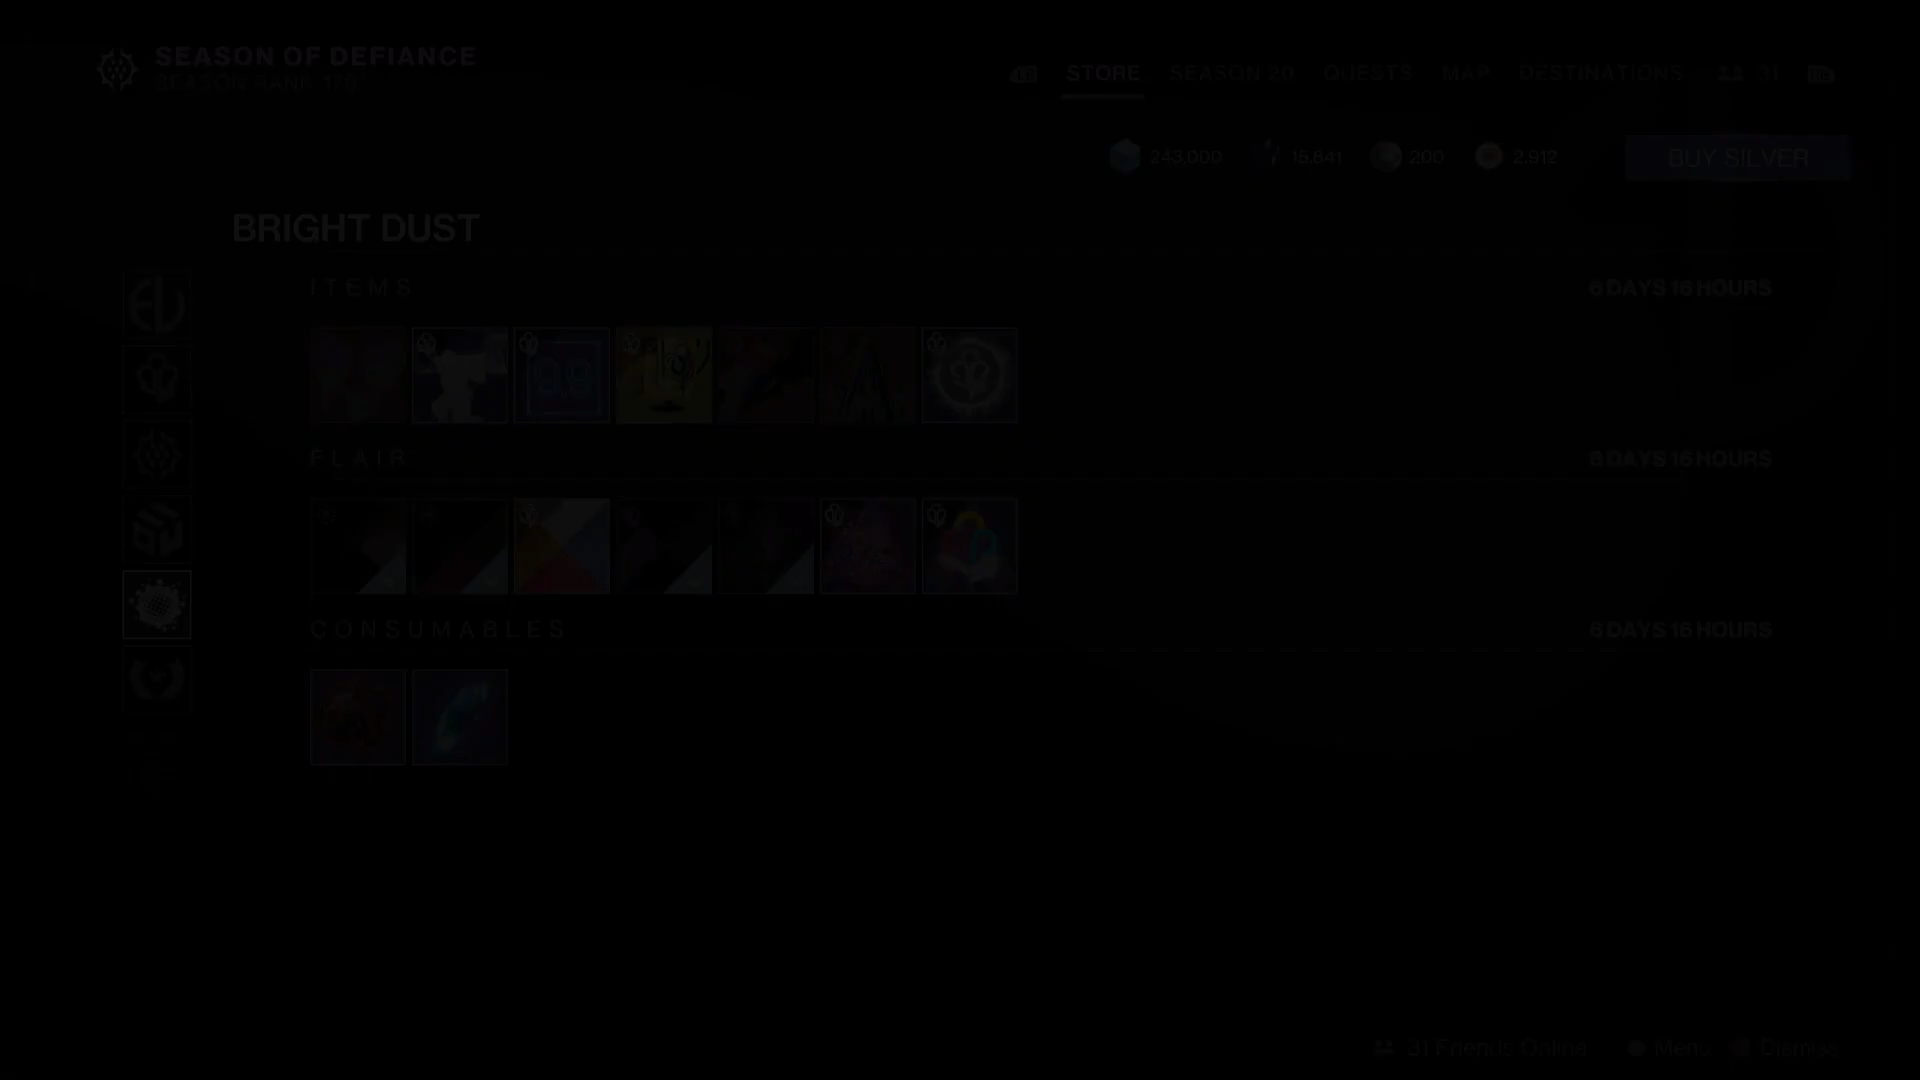 SEASON OF DEFIANCE
SEASON RANK 179
STORE SEASON 20 QUESTS MAP DESTINATIONS 31
243,000 15,841 200 2,912 BUY SILVER
BRIGHT DUST
ITEMS 6 DAYS 16 HOURS
FLAIR 6 DAYS 16 HOURS
CONSUMABLES 6 DAYS 16 HOURS
31 Friends Online Menu Dismiss